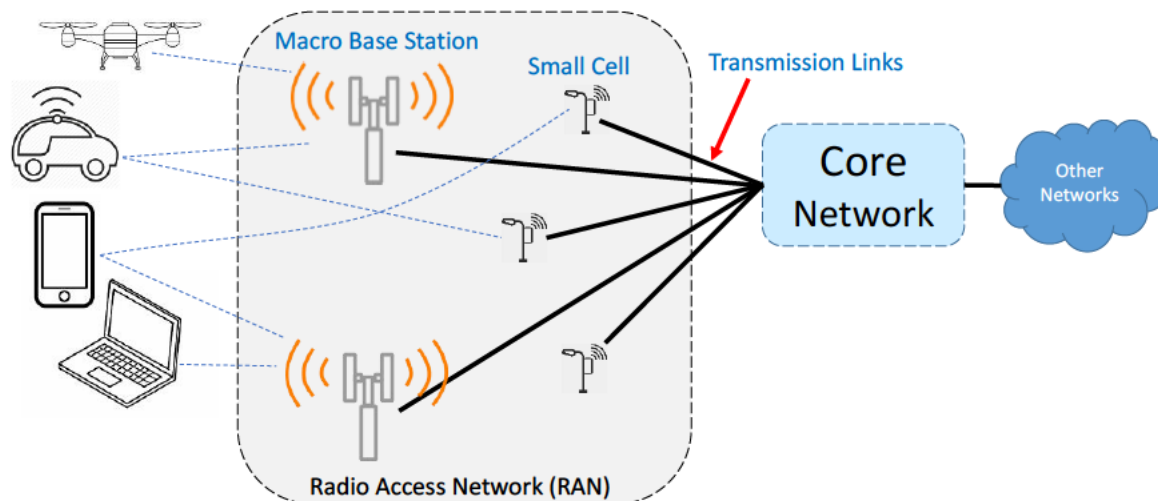 Macro Base Station
Small Cell
Transmission Links
Core
Network
Other
Networks
Radio Access Network (RAN)